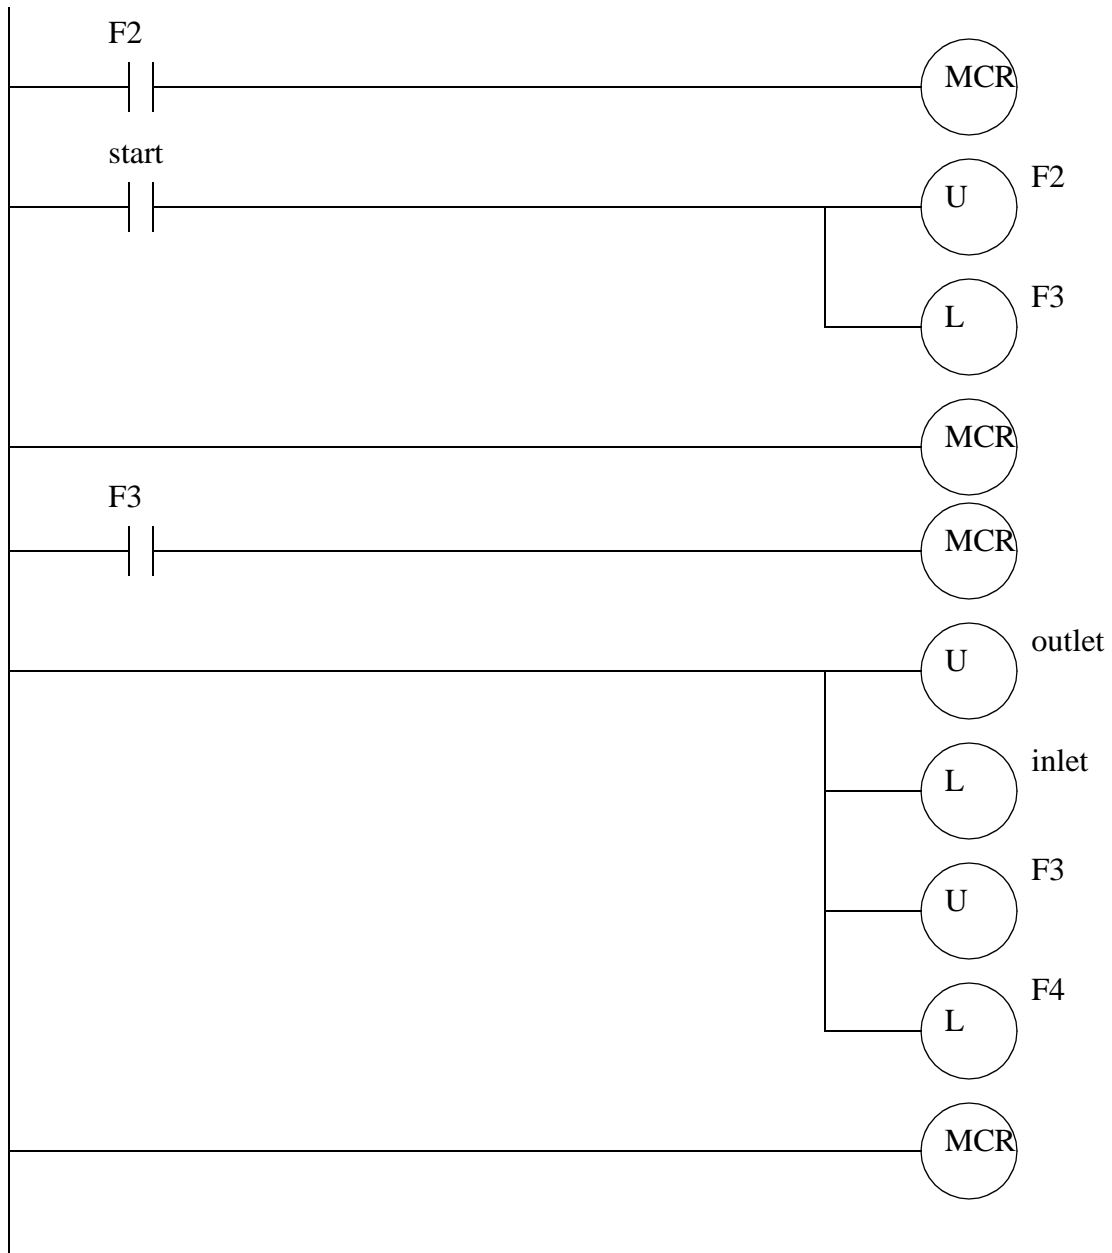 F2
MCR
start
U F2
L F3
MCR
F3
MCR
U outlet
L inlet
U F3
L F4
MCR